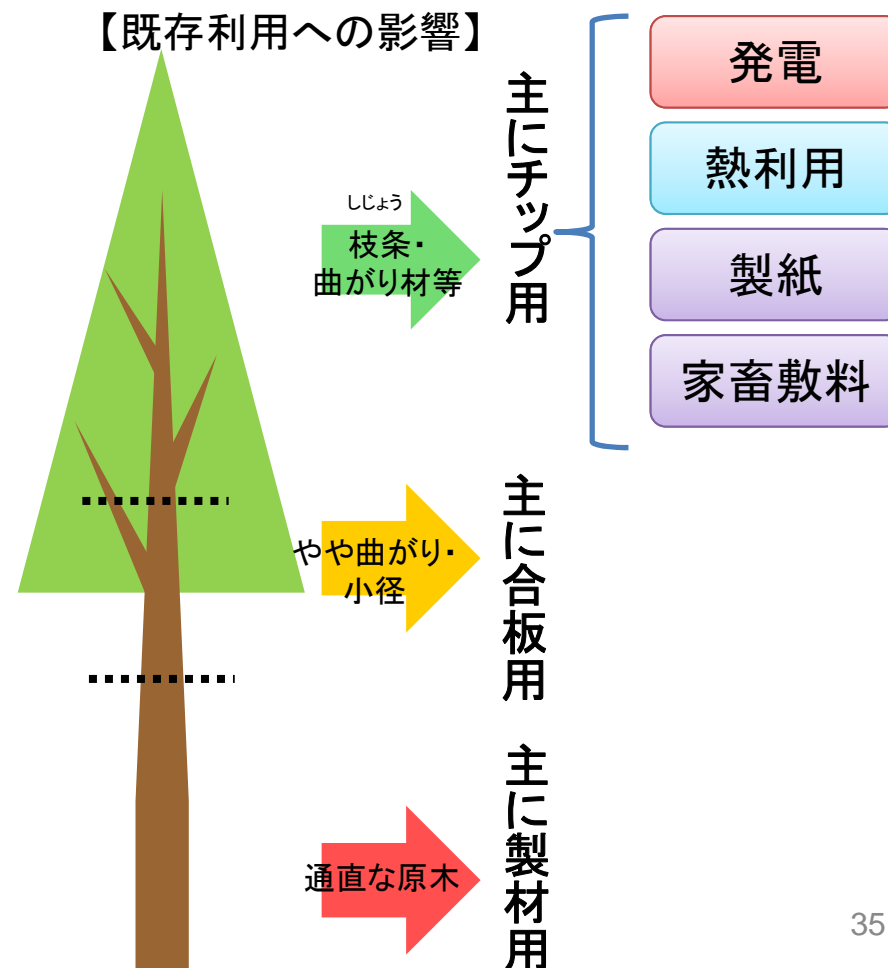 【既存利用への影響】
しじょう
枝条・
曲がり材等
主にチップ用
発電
熱利用
製紙
家畜敷料
やや曲がり・
小径
主に合板用
通直な原木
主に製材用
35